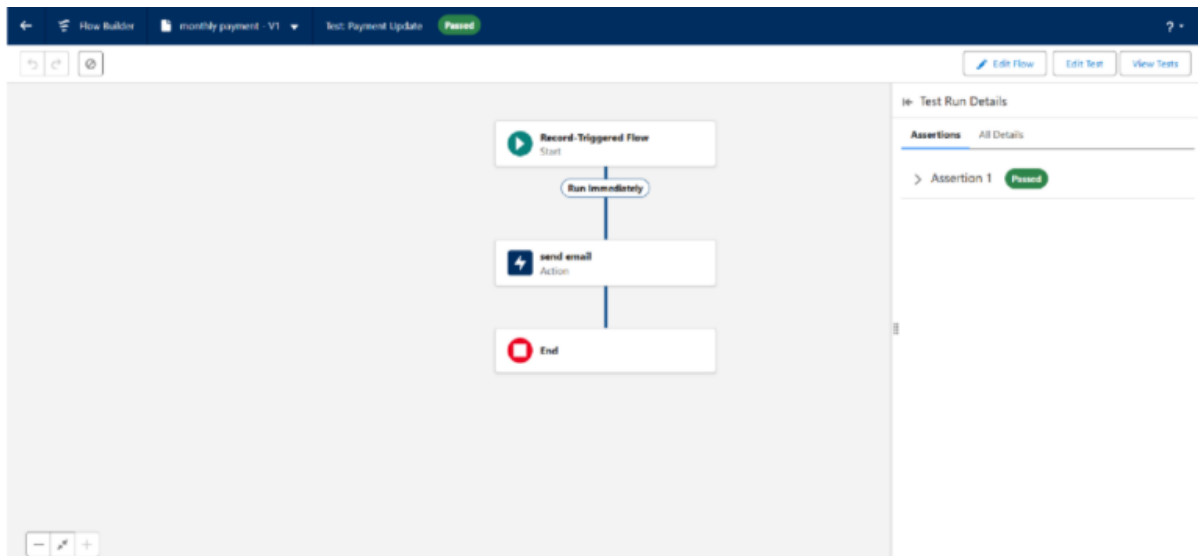 Flow Builder monthly payment - V1 Test: Payment Update Passed ?
Edit Flow Edit Test View Tests
Test Run Details
Assertions All Details
Assertion 1 Passed
Record-Triggered Flow
Start
Run Immediately
send email
Action
End